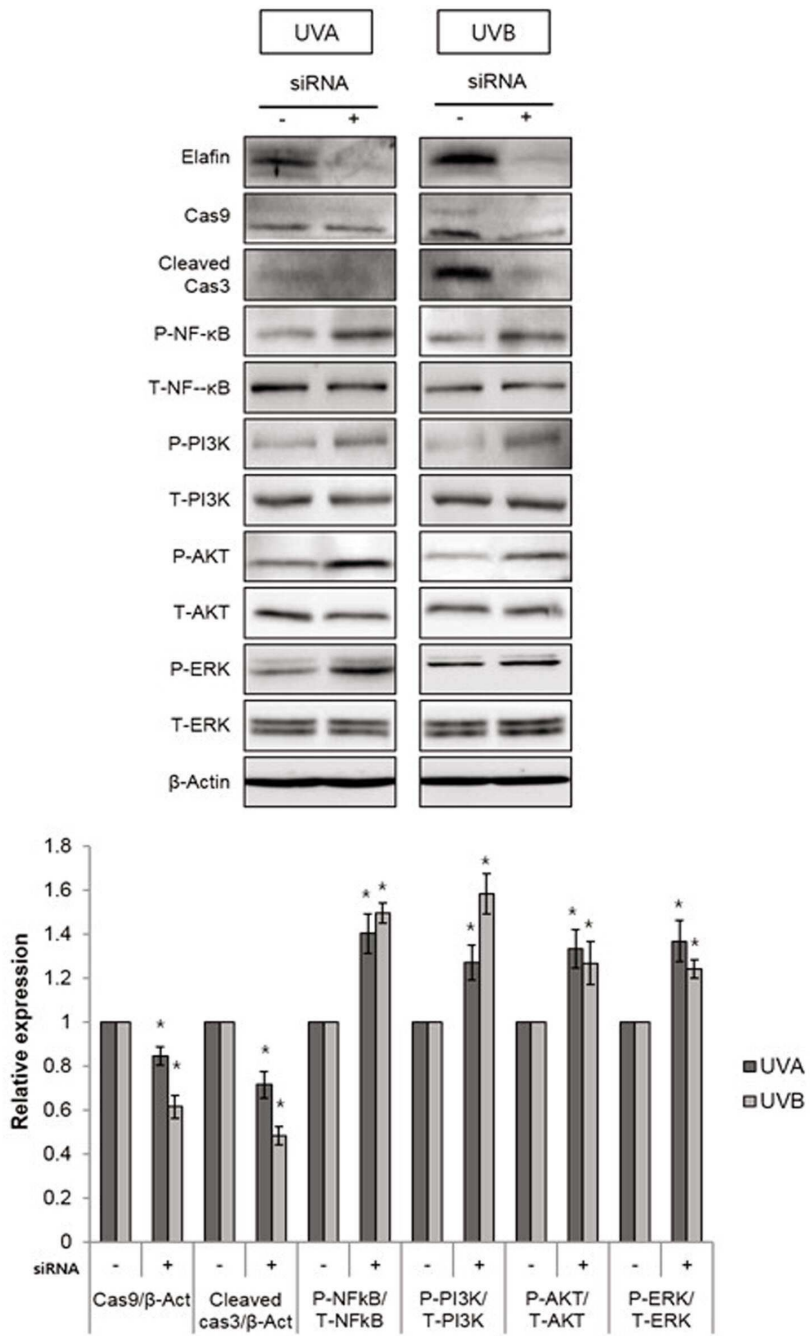 UVA UVB
siRNA siRNA
- + - +
Elafin
Cas9
Cleaved
Cas3
P-NF-κB
T-NF--κB
P-PI3K
T-PI3K
P-AKT
T-AKT
P-ERK
T-ERK
β-Actin
1.8
1.6
1.4
1.2
1
0.8
0.6
0.4
0.2
0
Relative expression
* * * * * * * * * * * *
UVA
UVB
siRNA - + - + - + - + - + - +
Cas9/β-Act Cleaved P-NFkB/ P-PI3K/ P-AKT/ P-ERK/
cas3/β-Act T-NFkB T-PI3K T-AKT T-ERK